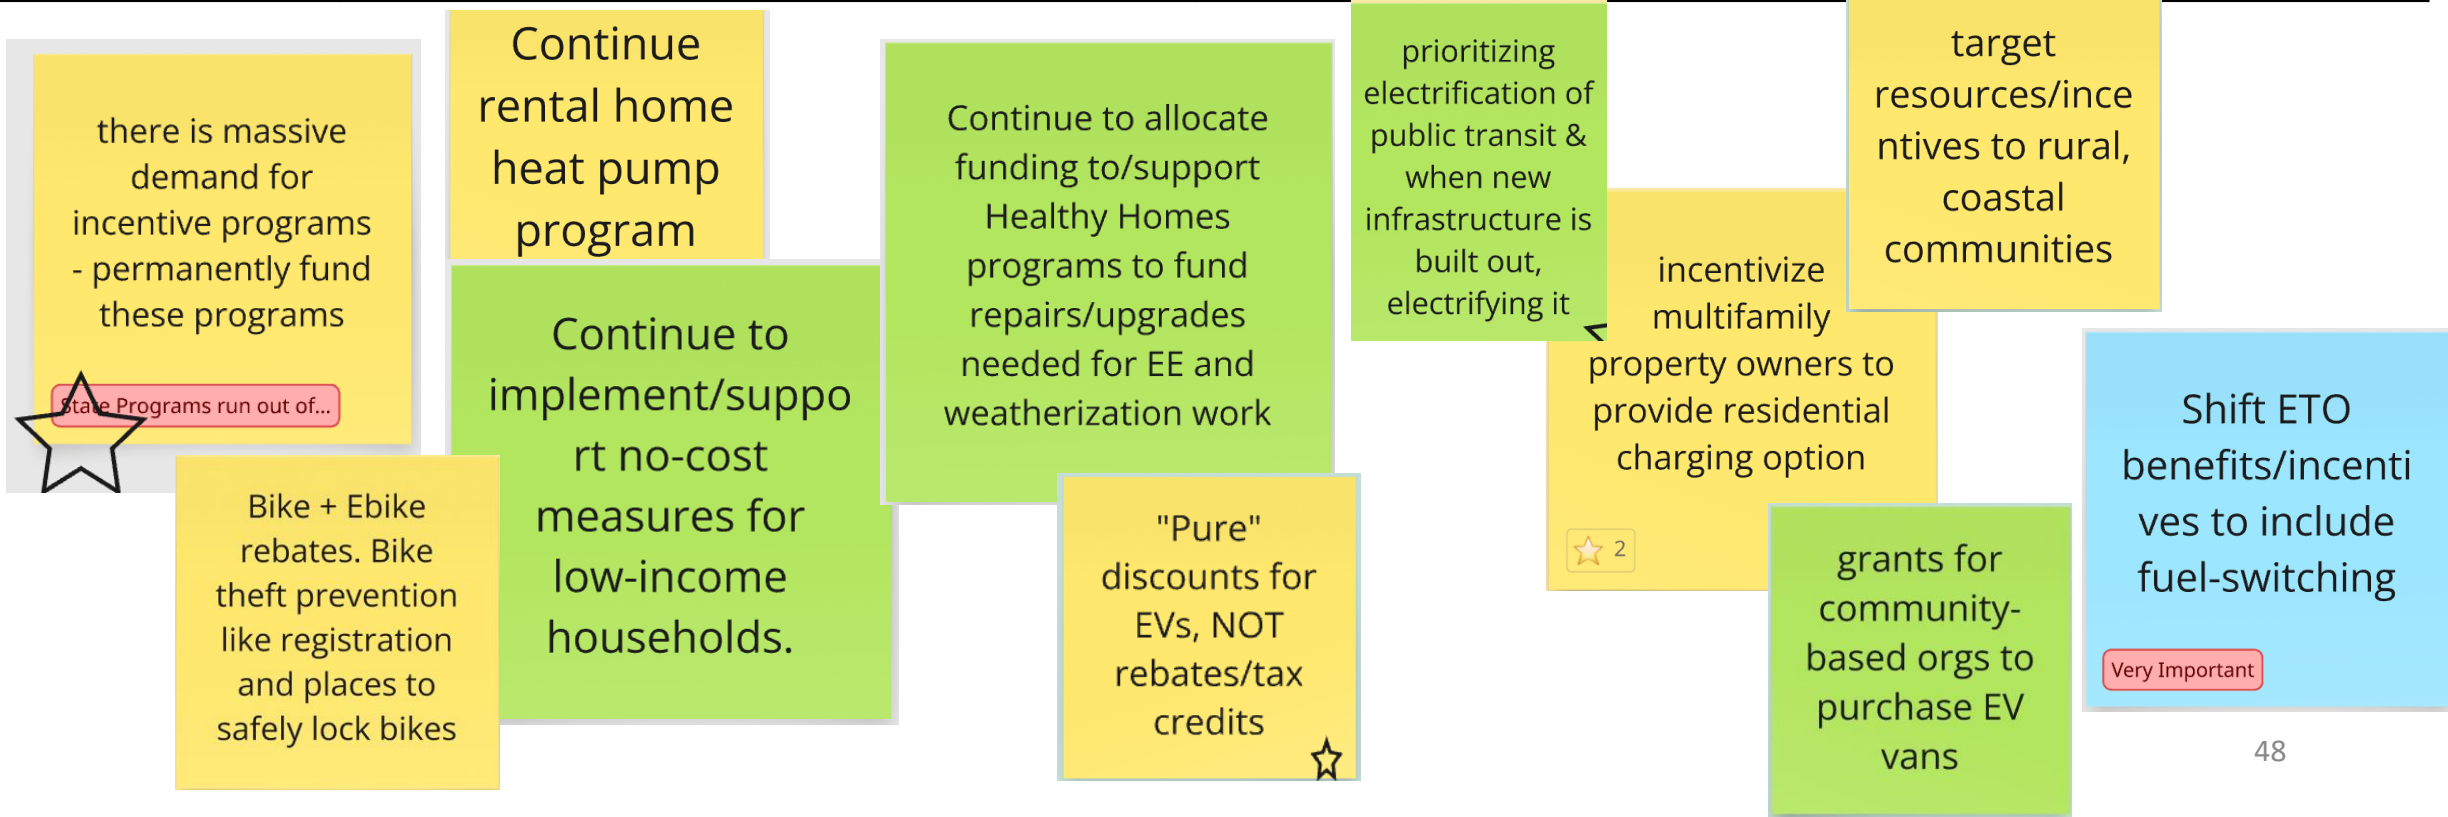 there is massive
demand for
incentive programs
- permanently fund
these programs
State Programs run out of...
Continue
rental home
heat pump
program
Bike + Ebike
rebates. Bike
theft prevention
like registration
and places to
safely lock bikes
Continue to
implement/suppo
rt no-cost
measures for
low-income
households.
Continue to allocate
funding to/support
Healthy Homes
programs to fund
repairs/upgrades
needed for EE and
weatherization work
"Pure"
discounts for
EVs, NOT
rebates/tax
credits
prioritizing
electrification of
public transit &
when new
infrastructure is
built out,
electrifying it
incentivize
multifamily
property owners to
provide residential
charging option
2
target
resources/ince
ntives to rural,
coastal
communities
grants for
community-
based orgs to
purchase EV
vans
Shift ETO
benefits/incenti
ves to include
fuel-switching
Very Important
48